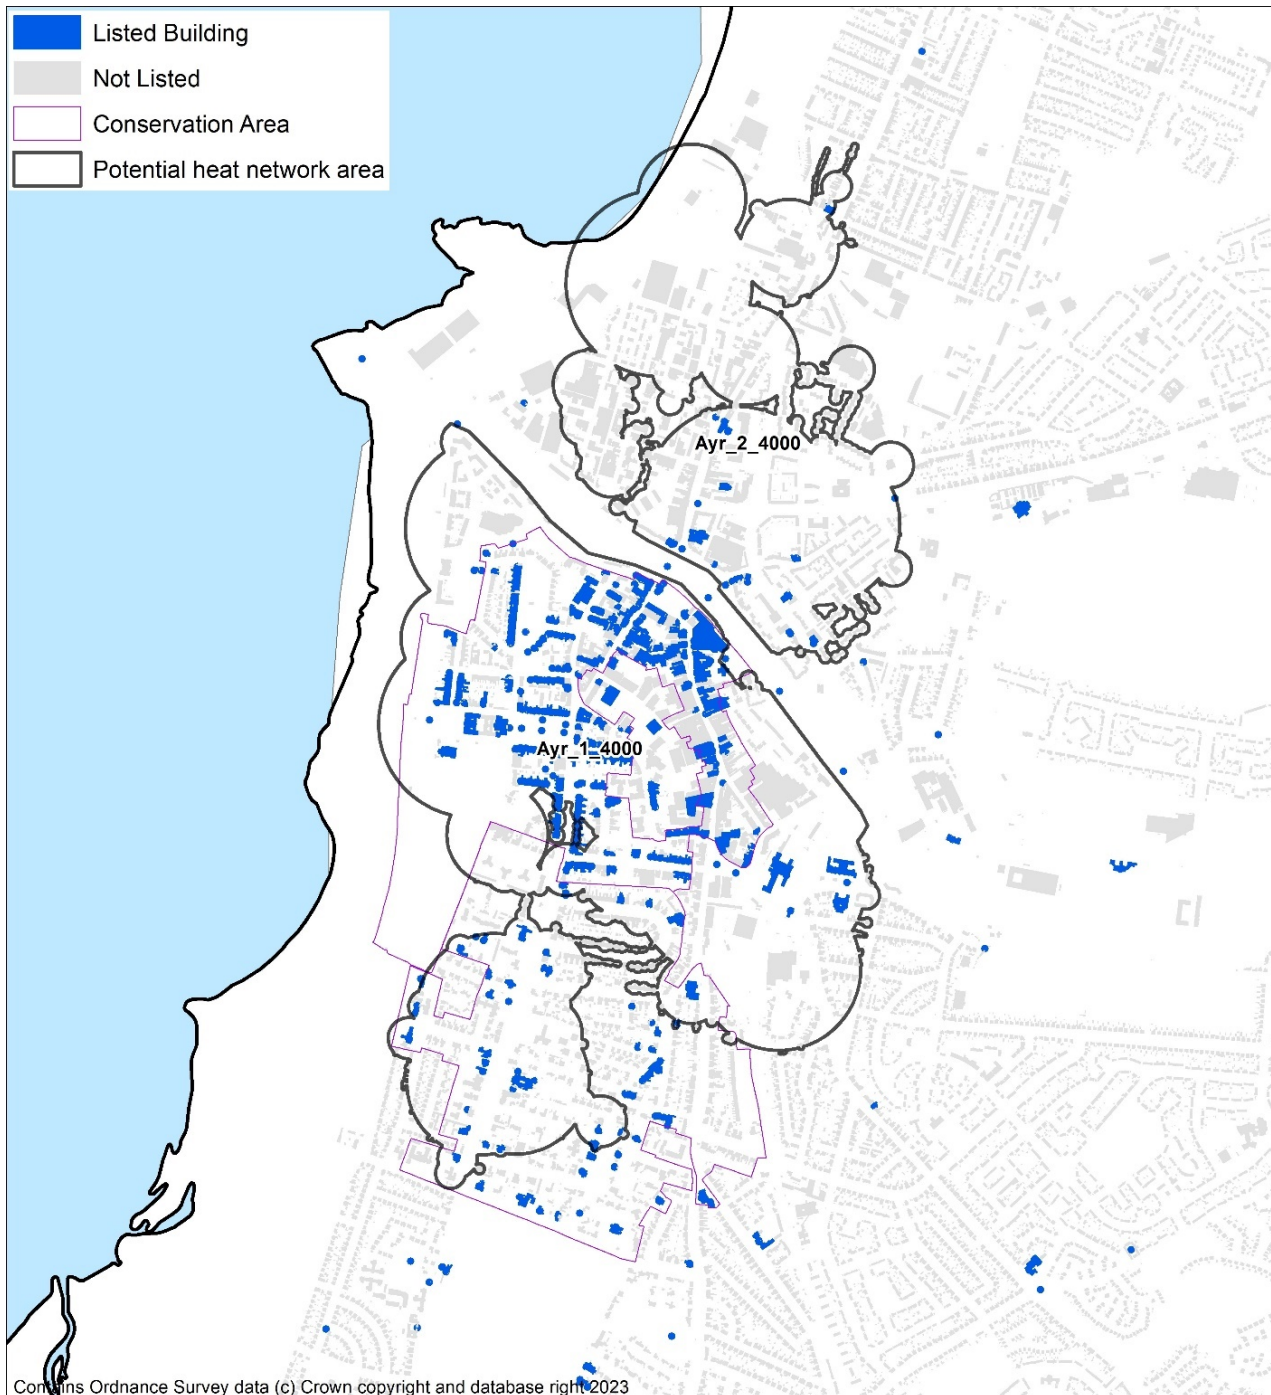 Listed Building
Not Listed
Conservation Area
Potential heat network area
Ayr_2_4000
Ayr_1_4000
Contains Ordnance Survey data (c) Crown copyright and database right 2023